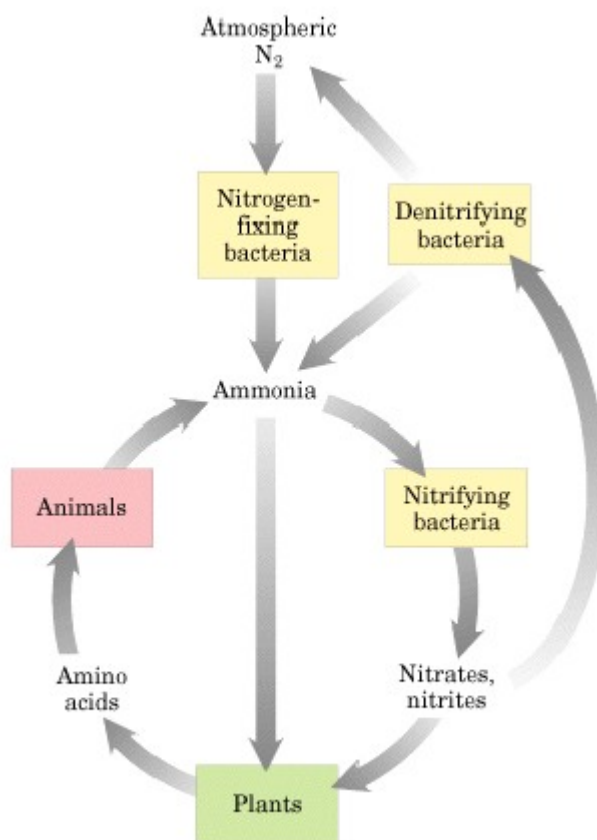 Atmospheric
N₂
Nitrogen-
fixing
bacteria
Denitrifying
bacteria
Ammonia
Animals
Nitrifying
bacteria
Amino
acids
Nitrates,
nitrites
Plants